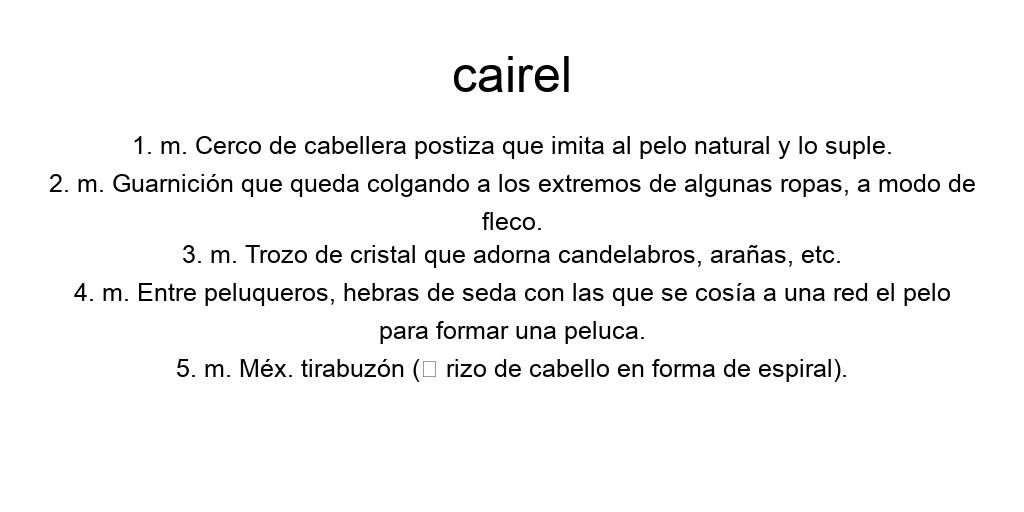 cairel
1. m. Cerco de cabellera postiza que imita al pelo natural y lo suple.
2. m. Guarnición que queda colgando a los extremos de algunas ropas, a modo de
fleco.
3. m. Trozo de cristal que adorna candelabros, arañas, etc.
4. m. Entre peluqueros, hebras de seda con las que se cosía a una red el pelo
para formar una peluca.
5. m. Méx. tirabuzón (□ rizo de cabello en forma de espiral).